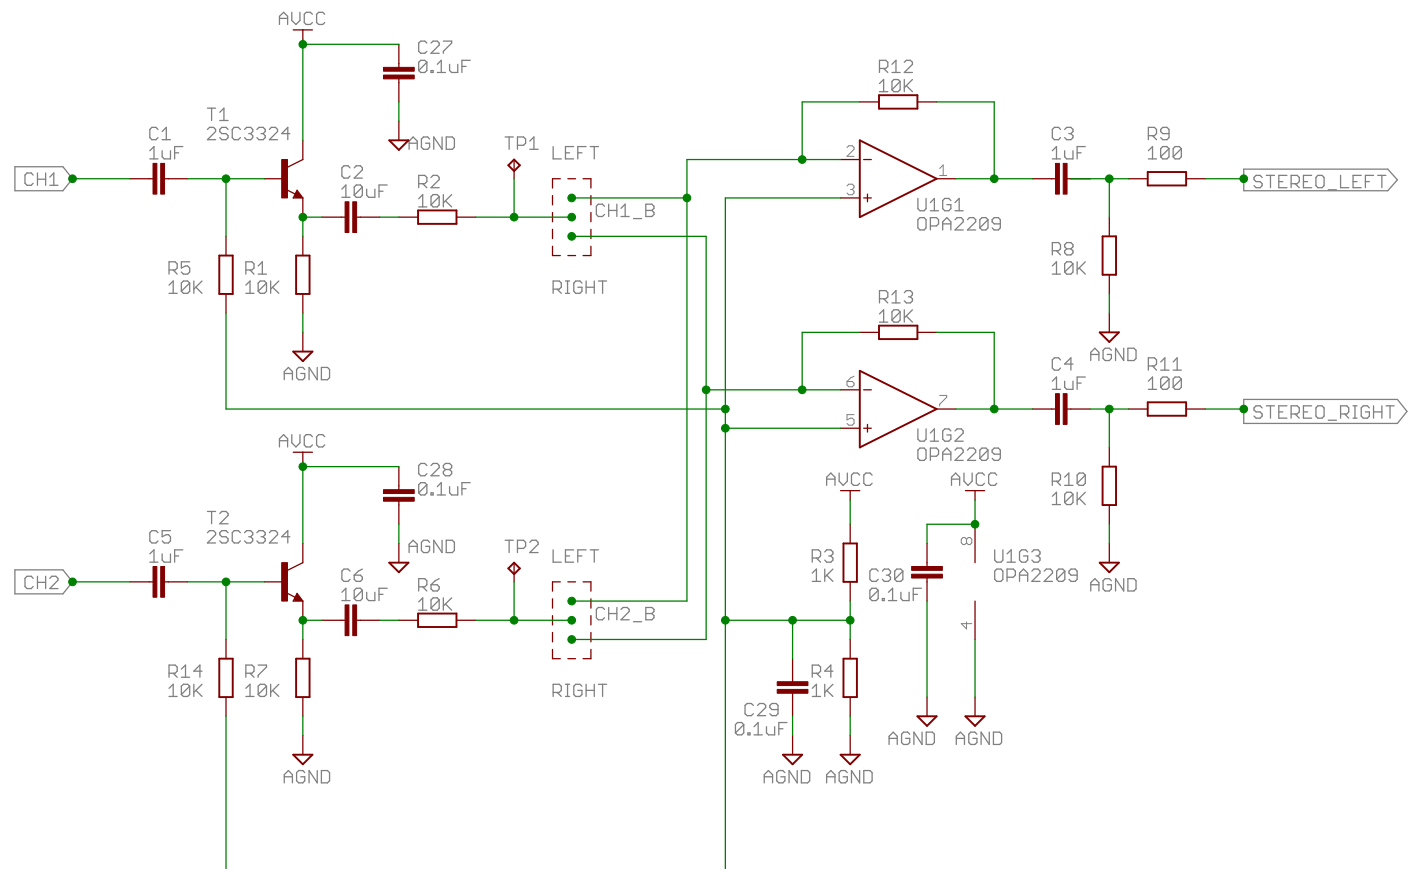 AVCC
C27
0.1uF
AGND
T1
2SC3324
C1
1uF
CH1
C2
10uF
R2
10K
TP1
LEFT
CH1_B
RIGHT
R5
10K
R1
10K
AGND
R12
10K
2
3
1
U1G1
OPA2209
C3
1uF
R9
100
STEREO_LEFT
R8
10K
AGND
R13
10K
6
5
7
U1G2
OPA2209
C4
1uF
R11
100
STEREO_RIGHT
R10
10K
AGND
AVCC
C28
0.1uF
AGND
T2
2SC3324
C5
1uF
CH2
C6
10uF
R6
10K
TP2
LEFT
CH2_B
RIGHT
R14
10K
R7
10K
AGND
AVCC
R3
1K
R4
1K
C29
0.1uF
AGND
AGND
AVCC
C30
0.1uF
8
4
U1G3
OPA2209
AGND
AGND